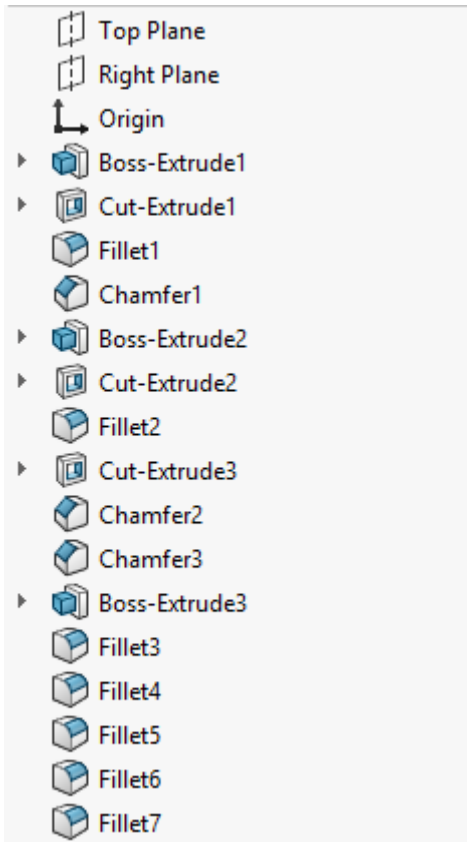 Top Plane
Right Plane
Origin
Boss-Extrude1
Cut-Extrude1
Fillet1
Chamfer1
Boss-Extrude2
Cut-Extrude2
Fillet2
Cut-Extrude3
Chamfer2
Chamfer3
Boss-Extrude3
Fillet3
Fillet4
Fillet5
Fillet6
Fillet7